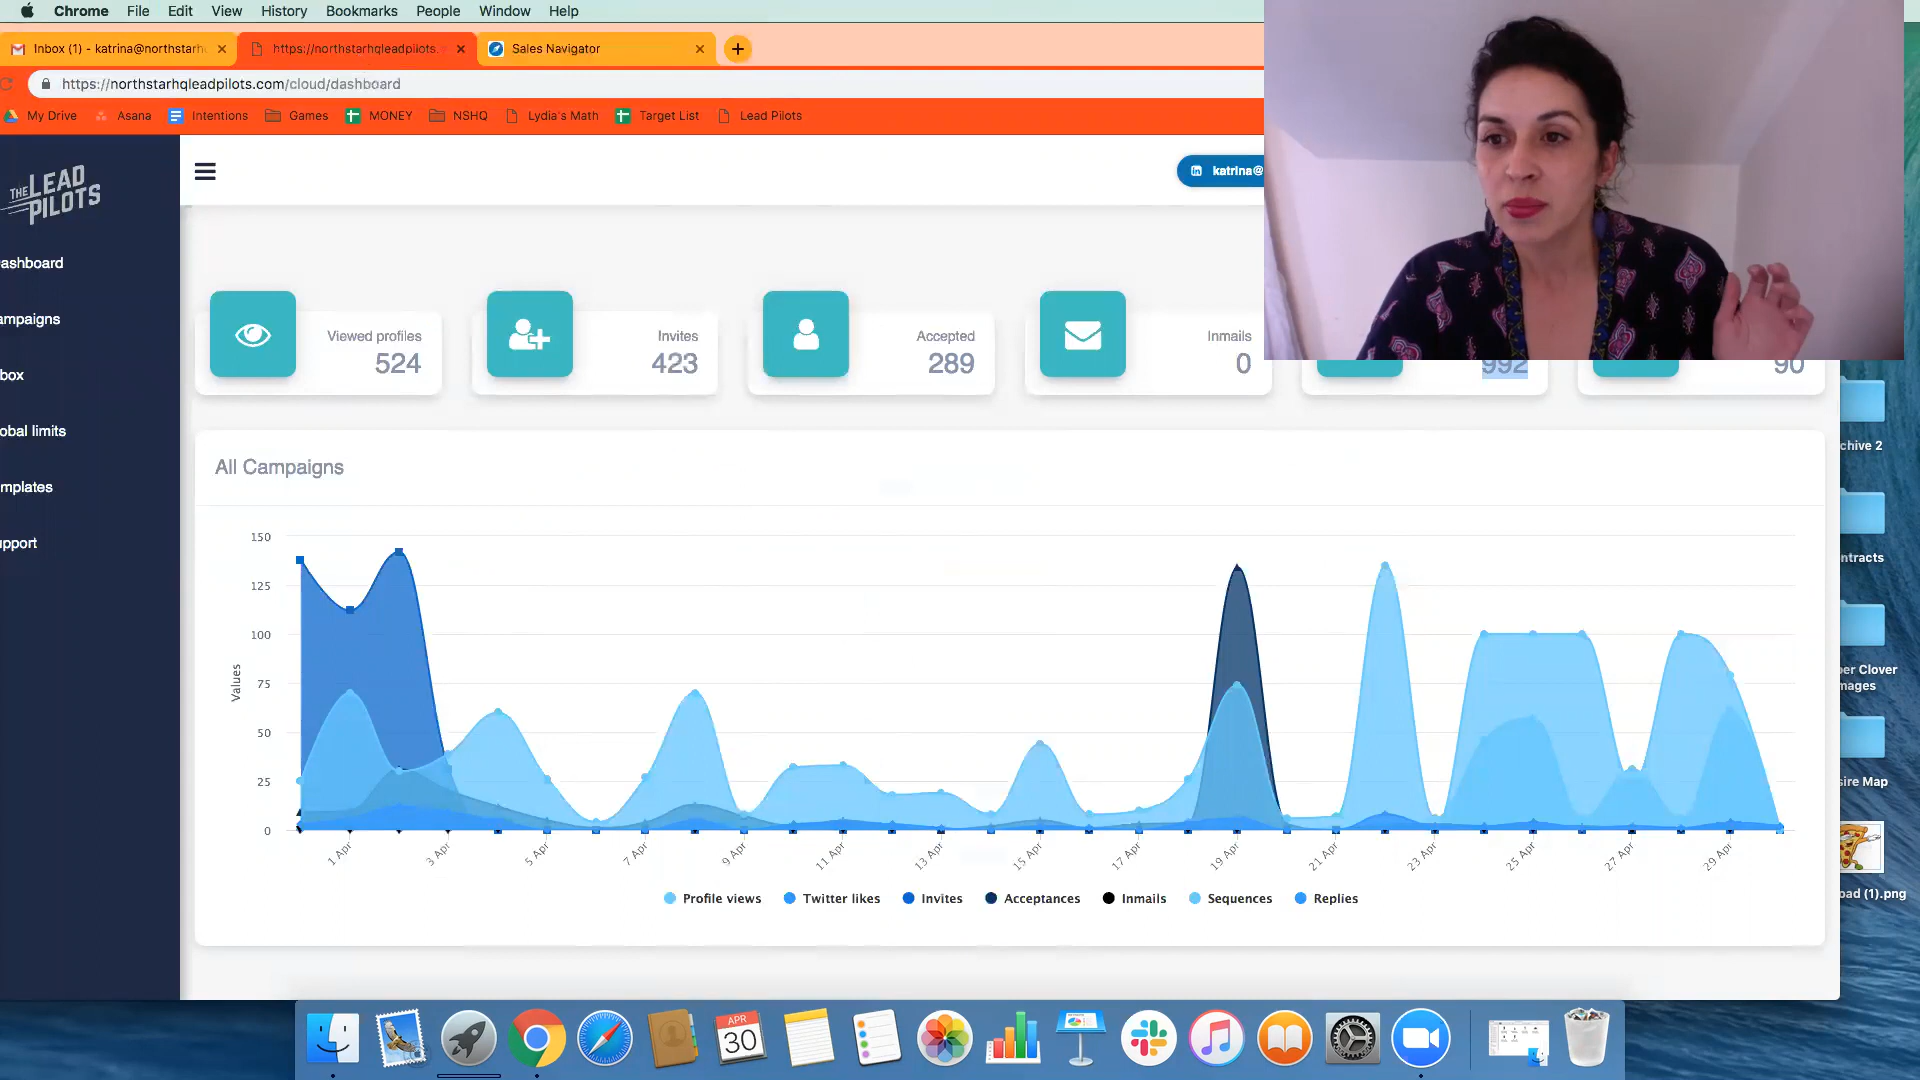 Chrome File Edit View History Bookmarks People Window Help
Inbox (1) - katrina@northstarh
https://northstarhqleadpilots.
Sales Navigator
https://northstarhqleadpilots.com/cloud/dashboard
My Drive Asana Intentions Games MONEY NSHQ Lydia's Math Target List Lead Pilots
THE LEAD PILOTS
katrina@
ashboard
ampaigns
box
obal limits
mplates
upport
Viewed profiles
524
Invites
423
Accepted
289
Inmails
0
992
90
All Campaigns
150
125
100
75
50
25
0
Values
1 Apr 3 Apr 5 Apr 7 Apr 9 Apr 11 Apr 13 Apr 15 Apr 17 Apr 19 Apr 21 Apr 23 Apr 25 Apr 27 Apr 29 Apr
Profile views Twitter likes Invites Acceptances Inmails Sequences Replies
chive 2
ntracts
per Clover
mages
sire Map
oad (1).png
APR
30